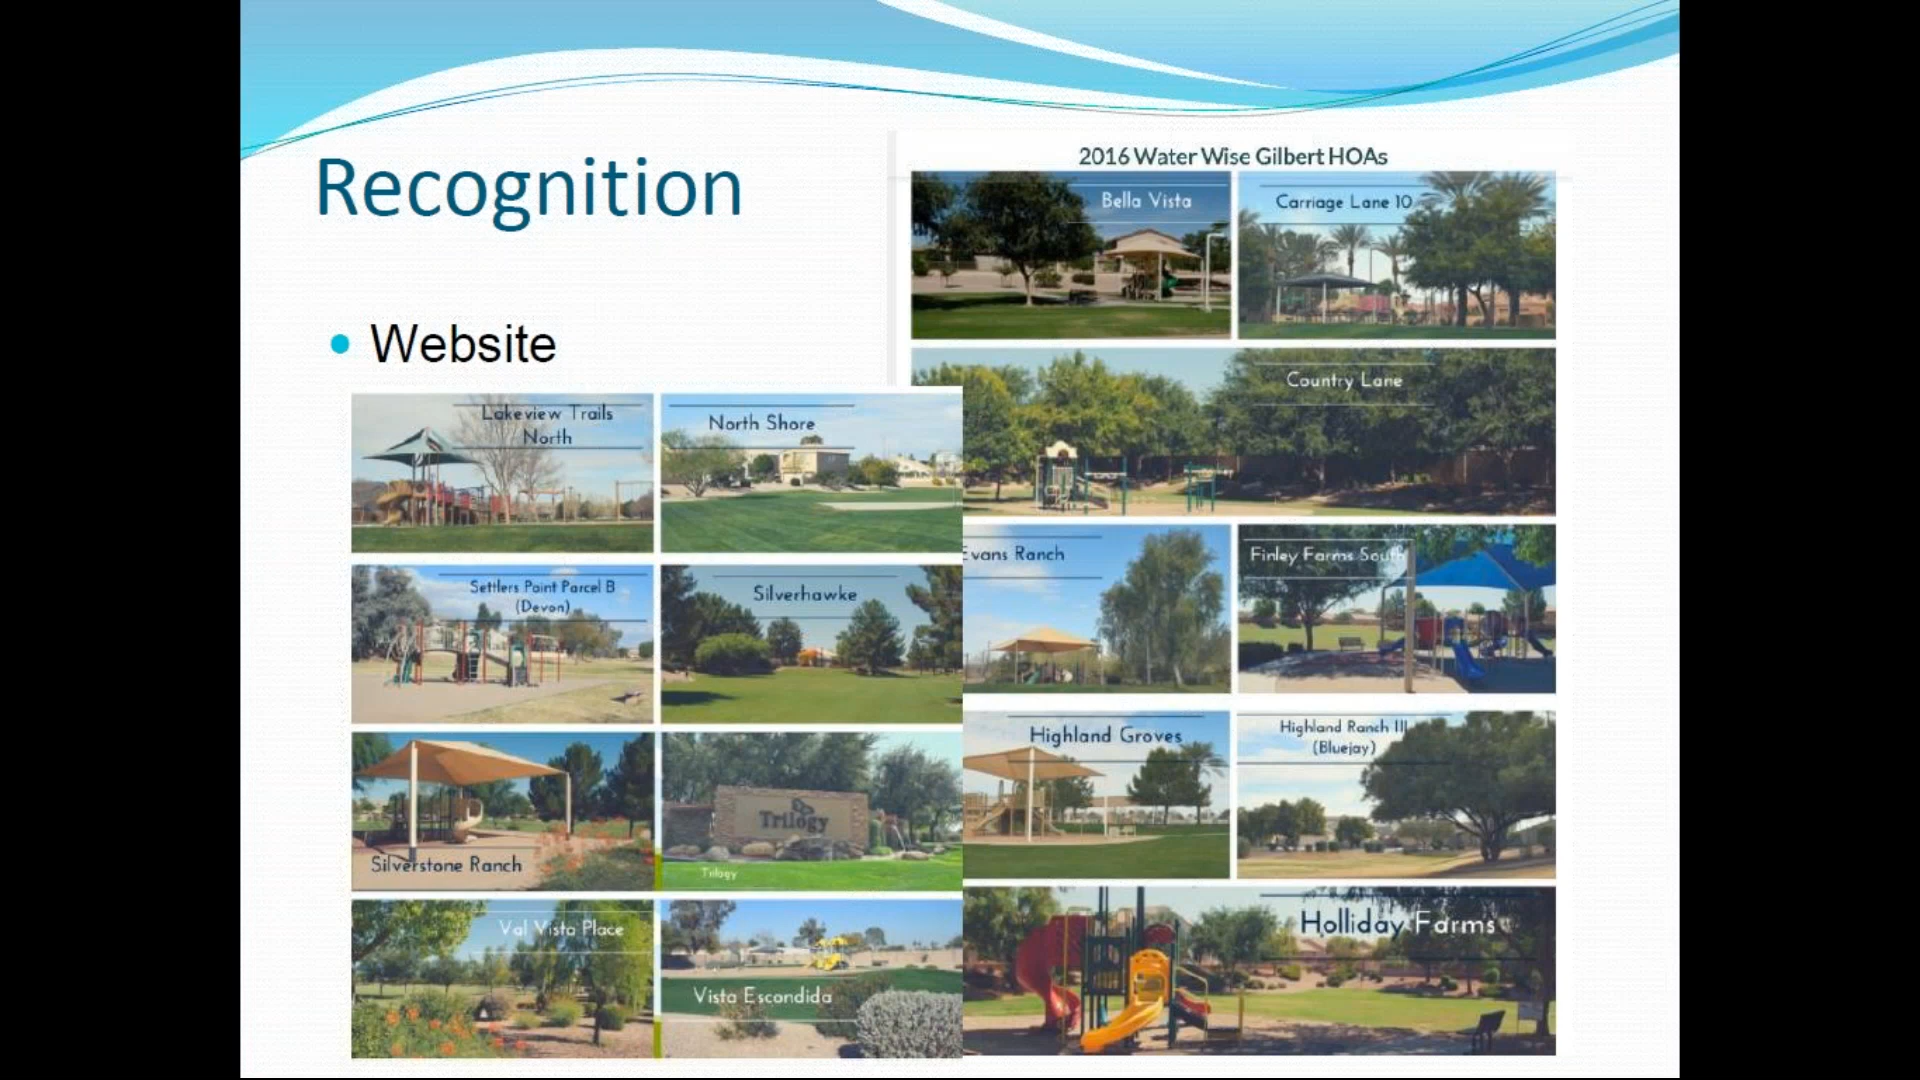 Recognition
Website
2016 Water Wise Gilbert HOAs
Bella Vista
Carriage Lane 10
Country Lane
Evans Ranch
Finley Farms South
Highland Groves
Highland Ranch III
(Bluejay)
Holliday Farms
Lakeview Trails
North
North Shore
Settlers Point Parcel B
(Devon)
Silverhawke
Silverstone Ranch
Trilogy
Trilogy
Val Vista Place
Vista Escondida